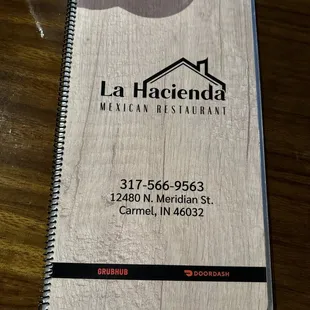 La Hacienda
MEXICAN RESTAURANT
317-566-9563
12480 N. Meridian St.
Carmel, IN 46032
GRUBHUB DOORDASH